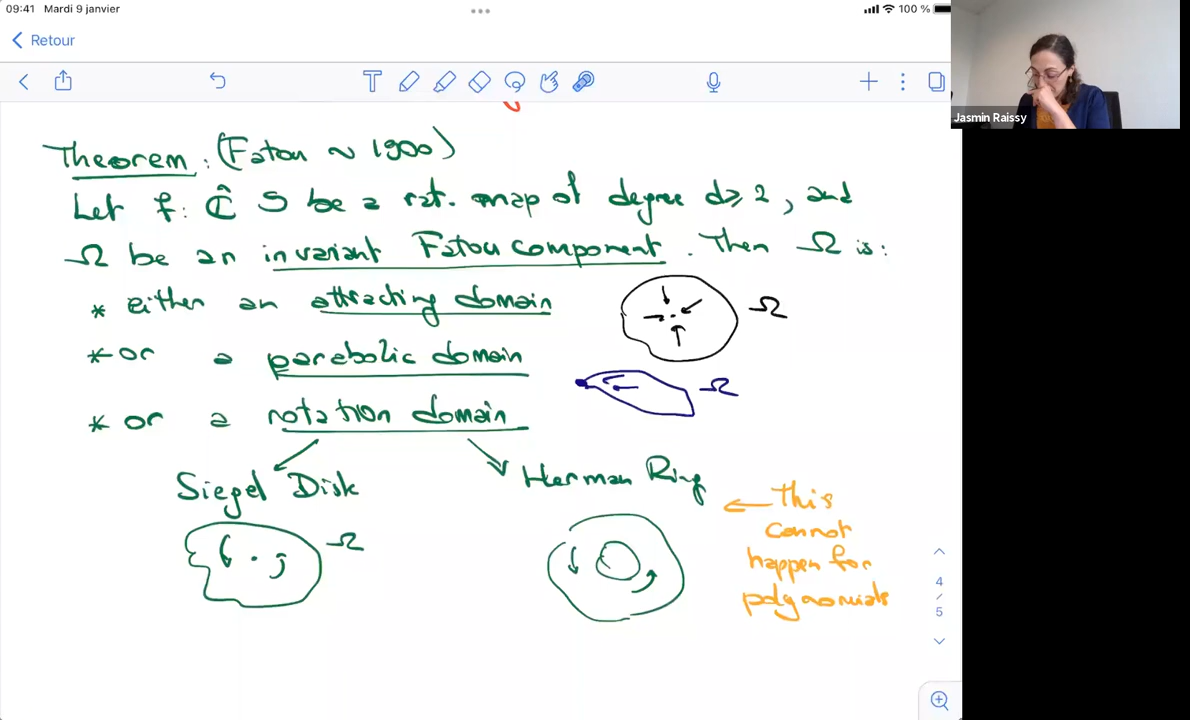 09:41 Mardi 9 janvier
100 %
Retour
Jasmin Raissy
Theorem : (Fatou ~ 1900)
Let f: Ĉ ↺ be a rat. map of degree d ≥ 2, and
Ω be an invariant Fatou component. Then Ω is:
* either an attracting domain
Ω
* or a parabolic domain
Ω
* or a rotation domain
Siegel Disk
Herman Ring
← this
cannot
happen for
polynomials
Ω
4
/
5